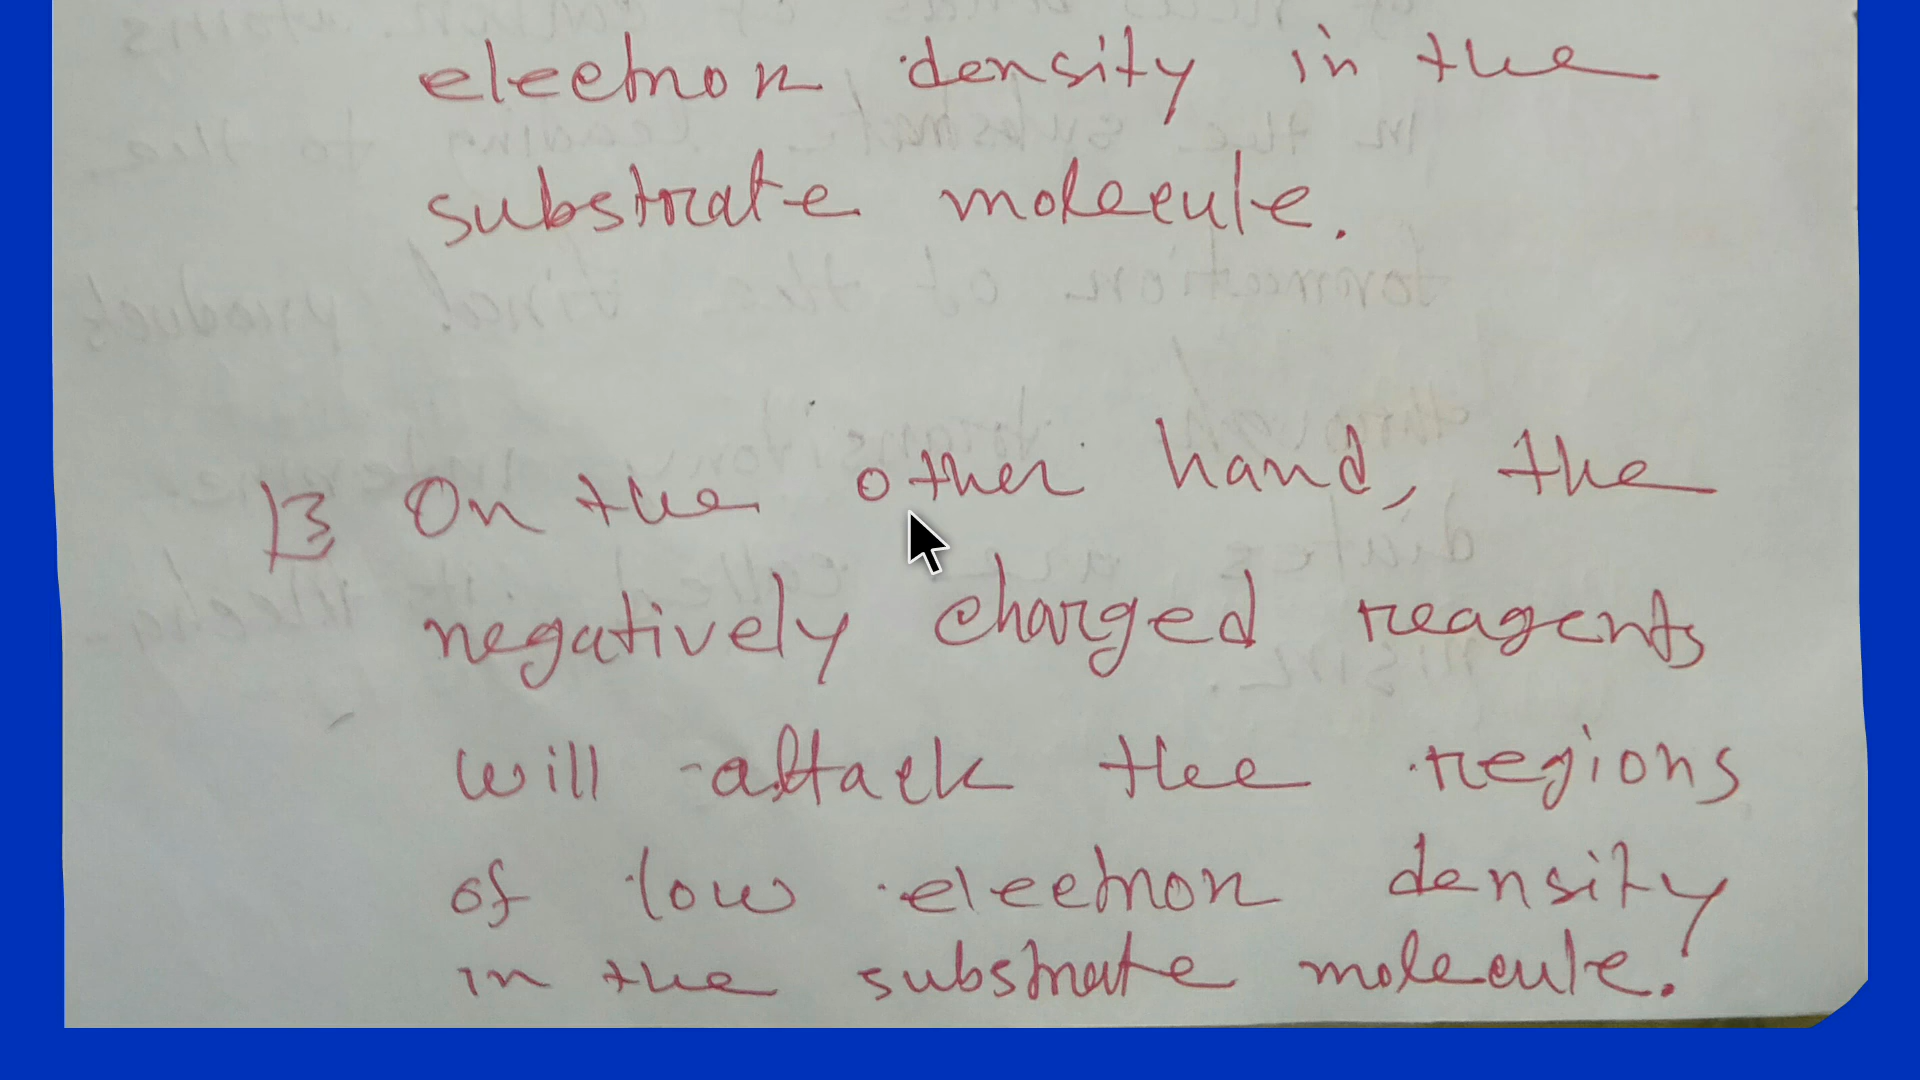 electron density in the
substrate molecule.
On the other hand, the
negatively charged reagents
will attack the regions
of low electron density
in the substrate molecule.